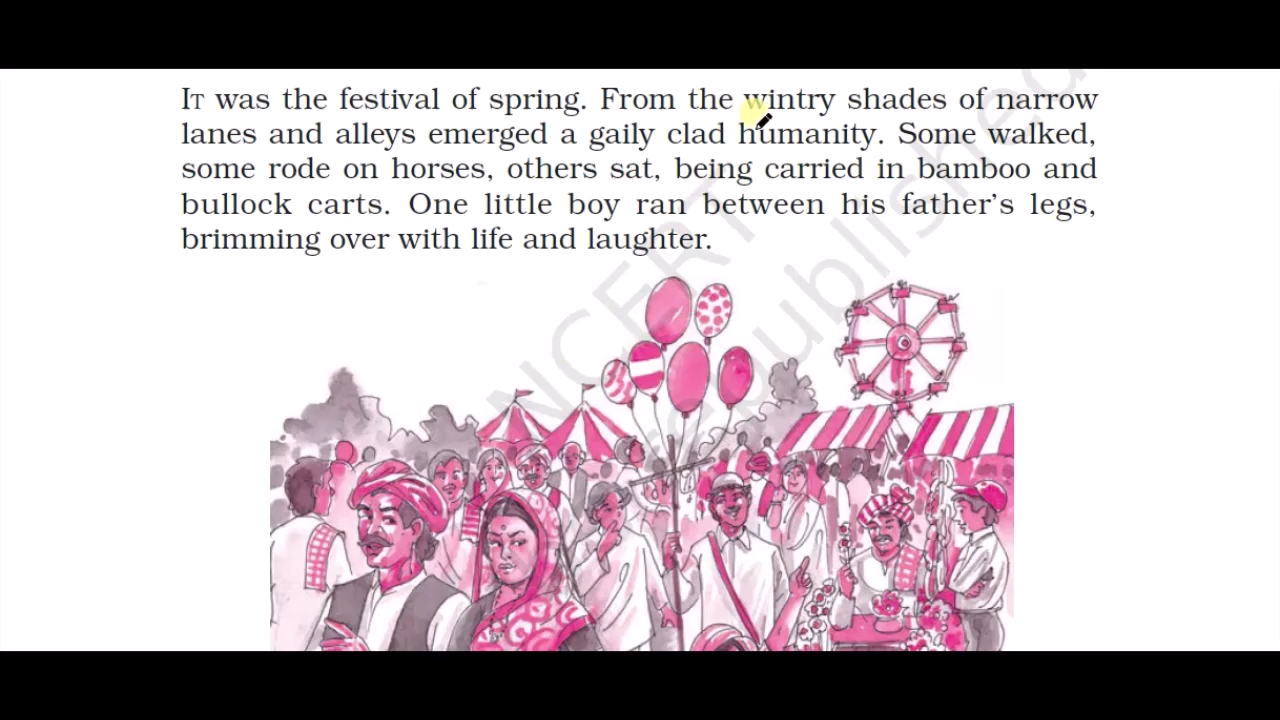 IT was the festival of spring. From the wintry shades of narrow
lanes and alleys emerged a gaily clad humanity. Some walked,
some rode on horses, others sat, being carried in bamboo and
bullock carts. One little boy ran between his father's legs,
brimming over with life and laughter.
NCERT
republished